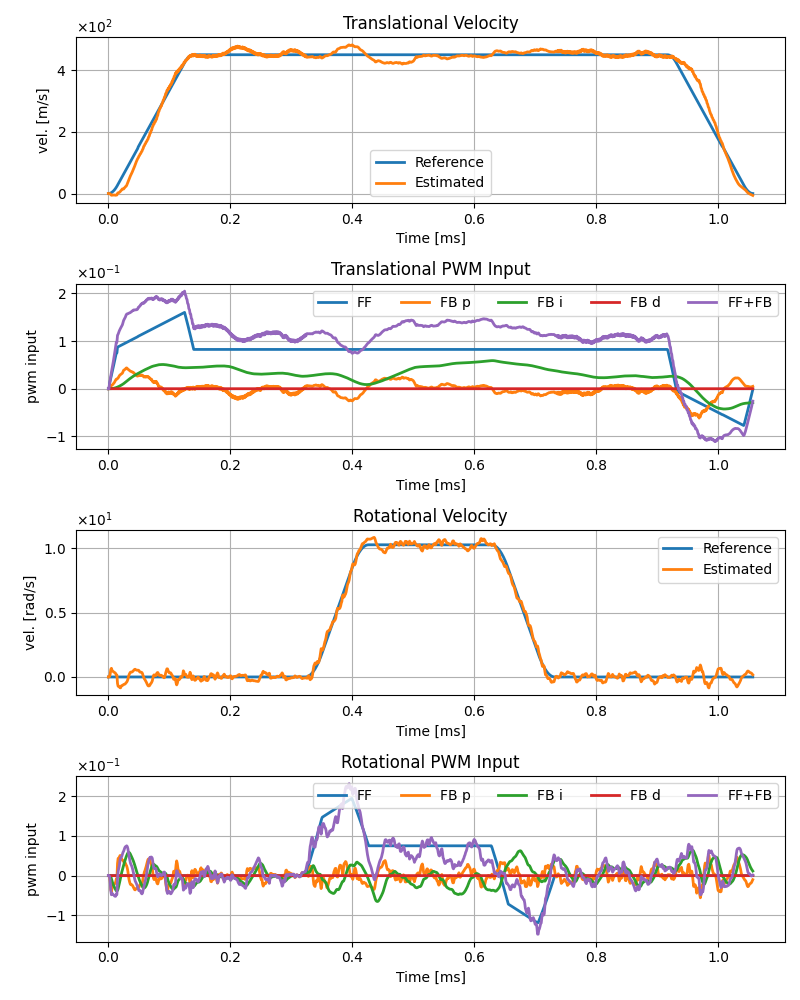 Translational Velocity
×10²
4
2
0
vel. [m/s]
Reference
Estimated
0.0 0.2 0.4 0.6 0.8 1.0
Time [ms]
Translational PWM Input
×10⁻¹
2
1
0
−1
pwm input
FF FB p FB i FB d FF+FB
0.0 0.2 0.4 0.6 0.8 1.0
Time [ms]
Rotational Velocity
×10¹
1.0
0.5
0.0
vel. [rad/s]
Reference
Estimated
0.0 0.2 0.4 0.6 0.8 1.0
Time [ms]
Rotational PWM Input
×10⁻¹
2
1
0
−1
pwm input
FF FB p FB i FB d FF+FB
0.0 0.2 0.4 0.6 0.8 1.0
Time [ms]